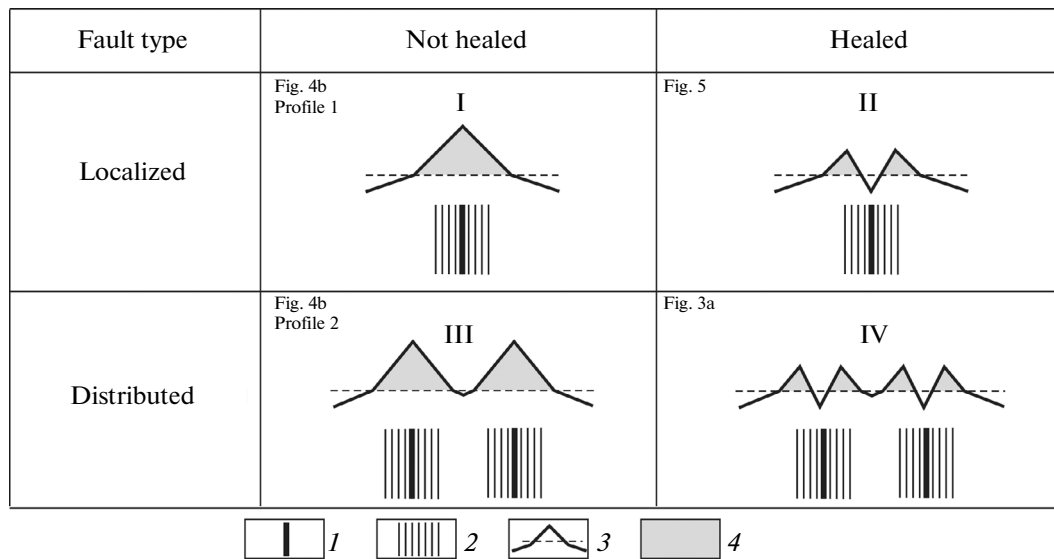 Fault type
Not healed
Healed
Localized
Fig. 4b
Profile 1
I
Fig. 5
II
Distributed
Fig. 4b
Profile 2
III
Fig. 3a
IV
1
2
3
4